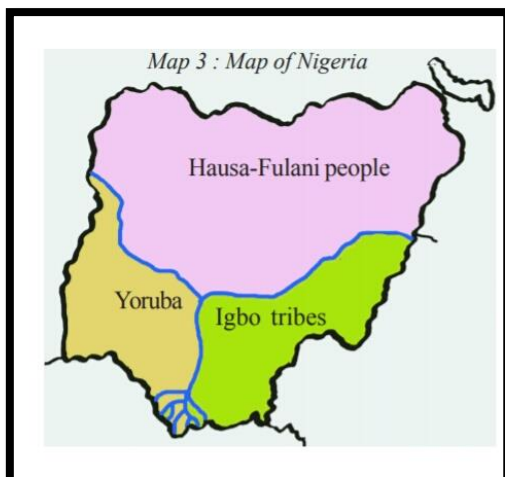 Map 3 : Map of Nigeria
Hausa-Fulani people
Yoruba
Igbo tribes